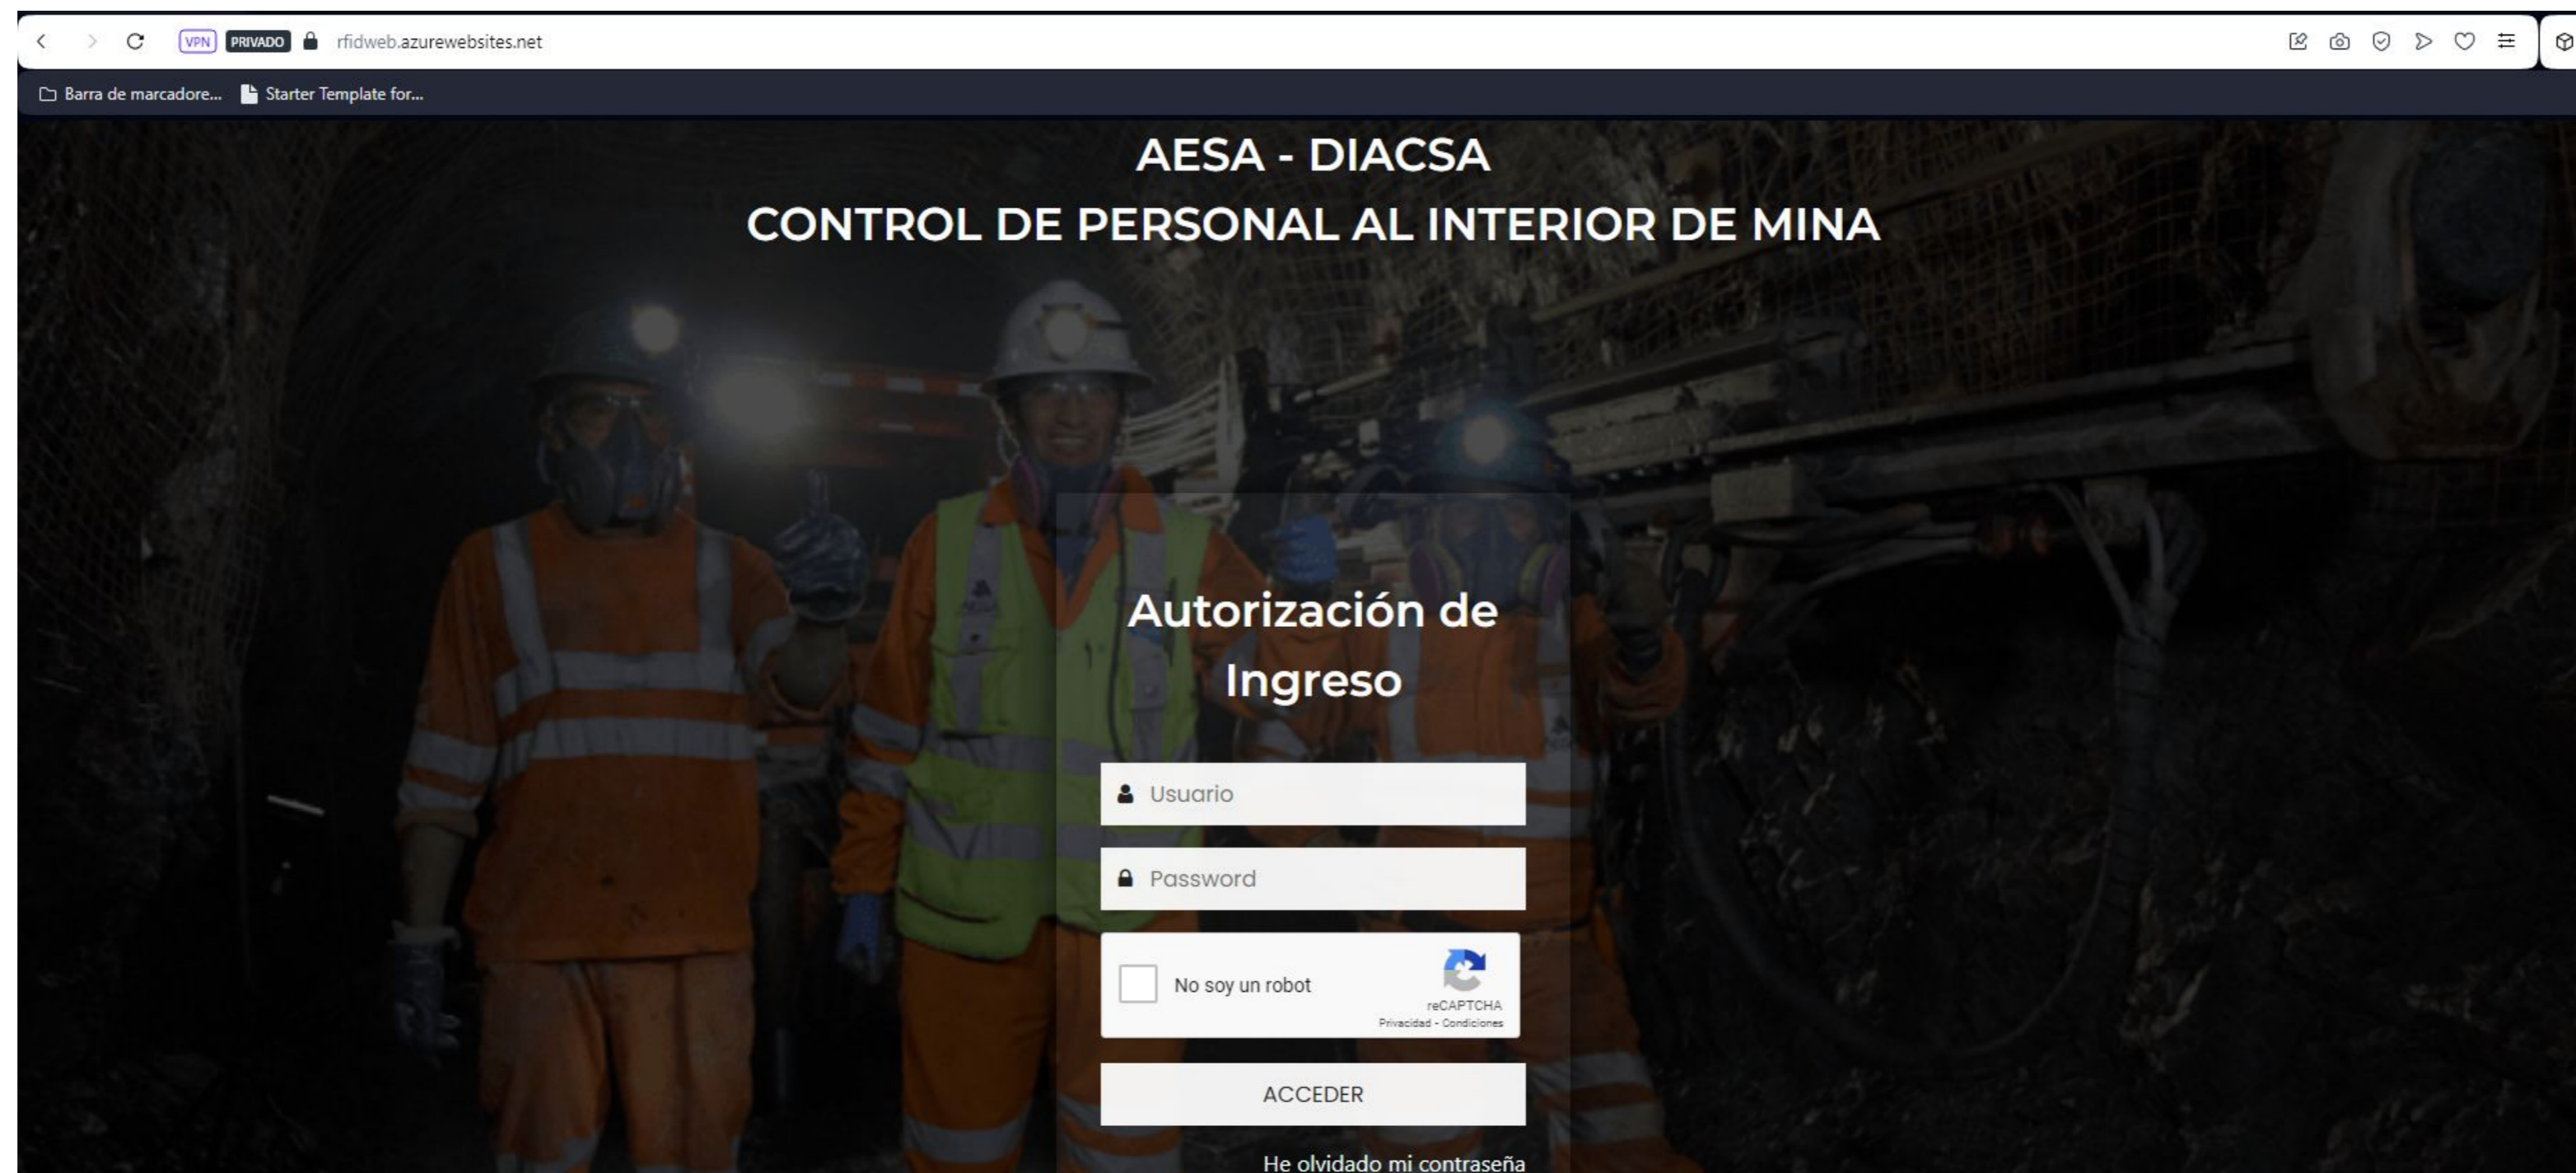 VPN PRIVADO rfidweb.azurewebsites.net
Barra de marcadore... Starter Template for...
AESA - DIACSA
CONTROL DE PERSONAL AL INTERIOR DE MINA
Autorización de
Ingreso
Usuario
Password
No soy un robot
reCAPTCHA
Privacidad - Condiciones
ACCEDER
He olvidado mi contraseña